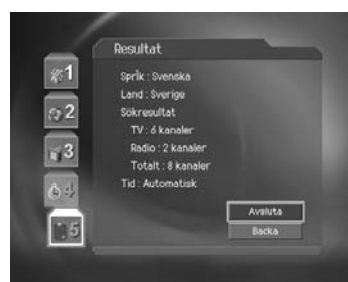 Resultat
1
Sprlk : Svenska
Land : Sverige
2
Sökresultat
TV : 6 kanaler
3
Radio : 2 kanaler
Totalt : 8 kanaler
4
Tid : Automatisk
Avsluta
5
Backa